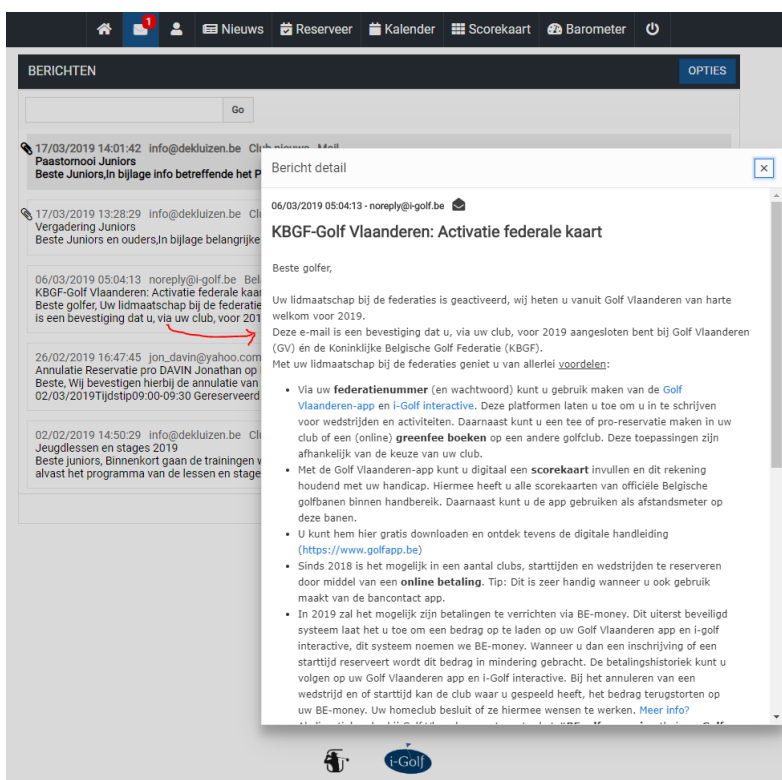 1
Nieuws Reserveer Kalender Scorekaart Barometer
BERICHTEN
OPTIES
Go
17/03/2019 14:01:42 info@dekluizen.be Club nieuws Mail
Paastornooi Juniors
Beste Juniors,In bijlage info betreffende het P
17/03/2019 13:28:29 info@dekluizen.be Clu
Vergadering Juniors
Beste Juniors en ouders,In bijlage belangrijke
06/03/2019 05:04:13 noreply@i-golf.be Bela
KBGF-Golf Vlaanderen: Activatie federale kaar
Beste golfer, Uw lidmaatschap bij de federatie
is een bevestiging dat u, via uw club, voor 201
26/02/2019 16:47:45 jon_davin@yahoo.com
Annulatie Reservatie pro DAVIN Jonathan op
Beste, Wij bevestigen hierbij de annulatie van
02/03/2019Tijdstip09:00-09:30 Gereserveerd
02/02/2019 14:50:29 info@dekluizen.be Clu
Jeugdlessen en stages 2019
Beste juniors, Binnenkort gaan de trainingen w
alvast het programma van de lessen en stage
Bericht detail
×
06/03/2019 05:04:13 - noreply@i-golf.be
KBGF-Golf Vlaanderen: Activatie federale kaart
Beste golfer,
Uw lidmaatschap bij de federaties is geactiveerd, wij heten u vanuit Golf Vlaanderen van harte
welkom voor 2019.
Deze e-mail is een bevestiging dat u, via uw club, voor 2019 aangesloten bent bij Golf Vlaanderen
(GV) én de Koninklijke Belgische Golf Federatie (KBGF).
Met uw lidmaatschap bij de federaties geniet u van allerlei voordelen:
• Via uw federatienummer (en wachtwoord) kunt u gebruik maken van de Golf
Vlaanderen-app en i-Golf interactive. Deze platformen laten u toe om u in te schrijven
voor wedstrijden en activiteiten. Daarnaast kunt u een tee of pro-reservatie maken in uw
club of een (online) greenfee boeken op een andere golfclub. Deze toepassingen zijn
afhankelijk van de keuze van uw club.
• Met de Golf Vlaanderen-app kunt u digitaal een scorekaart invullen en dit rekening
houdend met uw handicap. Hiermee heeft u alle scorekaarten van officiële Belgische
golfbanen binnen handbereik. Daarnaast kunt u de app gebruiken als afstandsmeter op
deze banen.
• U kunt hem hier gratis downloaden en ontdek tevens de digitale handleiding
(https://www.golfapp.be)
• Sinds 2018 is het mogelijk in een aantal clubs, starttijden en wedstrijden te reserveren
door middel van een online betaling. Tip: Dit is zeer handig wanneer u ook gebruik
maakt van de bancontact app.
• In 2019 zal het mogelijk zijn betalingen te verrichten via BE-money. Dit uiterst beveiligd
systeem laat het u toe om een bedrag op te laden op uw Golf Vlaanderen app en i-golf
interactive, dit systeem noemen we BE-money. Wanneer u dan een inschrijving of een
starttijd reserveert wordt dit bedrag in mindering gebracht. De betalingshistoriek kunt u
volgen op uw Golf Vlaanderen app en i-Golf interactive. Bij het annuleren van een
wedstrijd en of starttijd kan de club waar u gespeeld heeft, het bedrag terugstorten op
uw BE-money. Uw homeclub besluit of ze hiermee wensen te werken. Meer info?
i-Golf